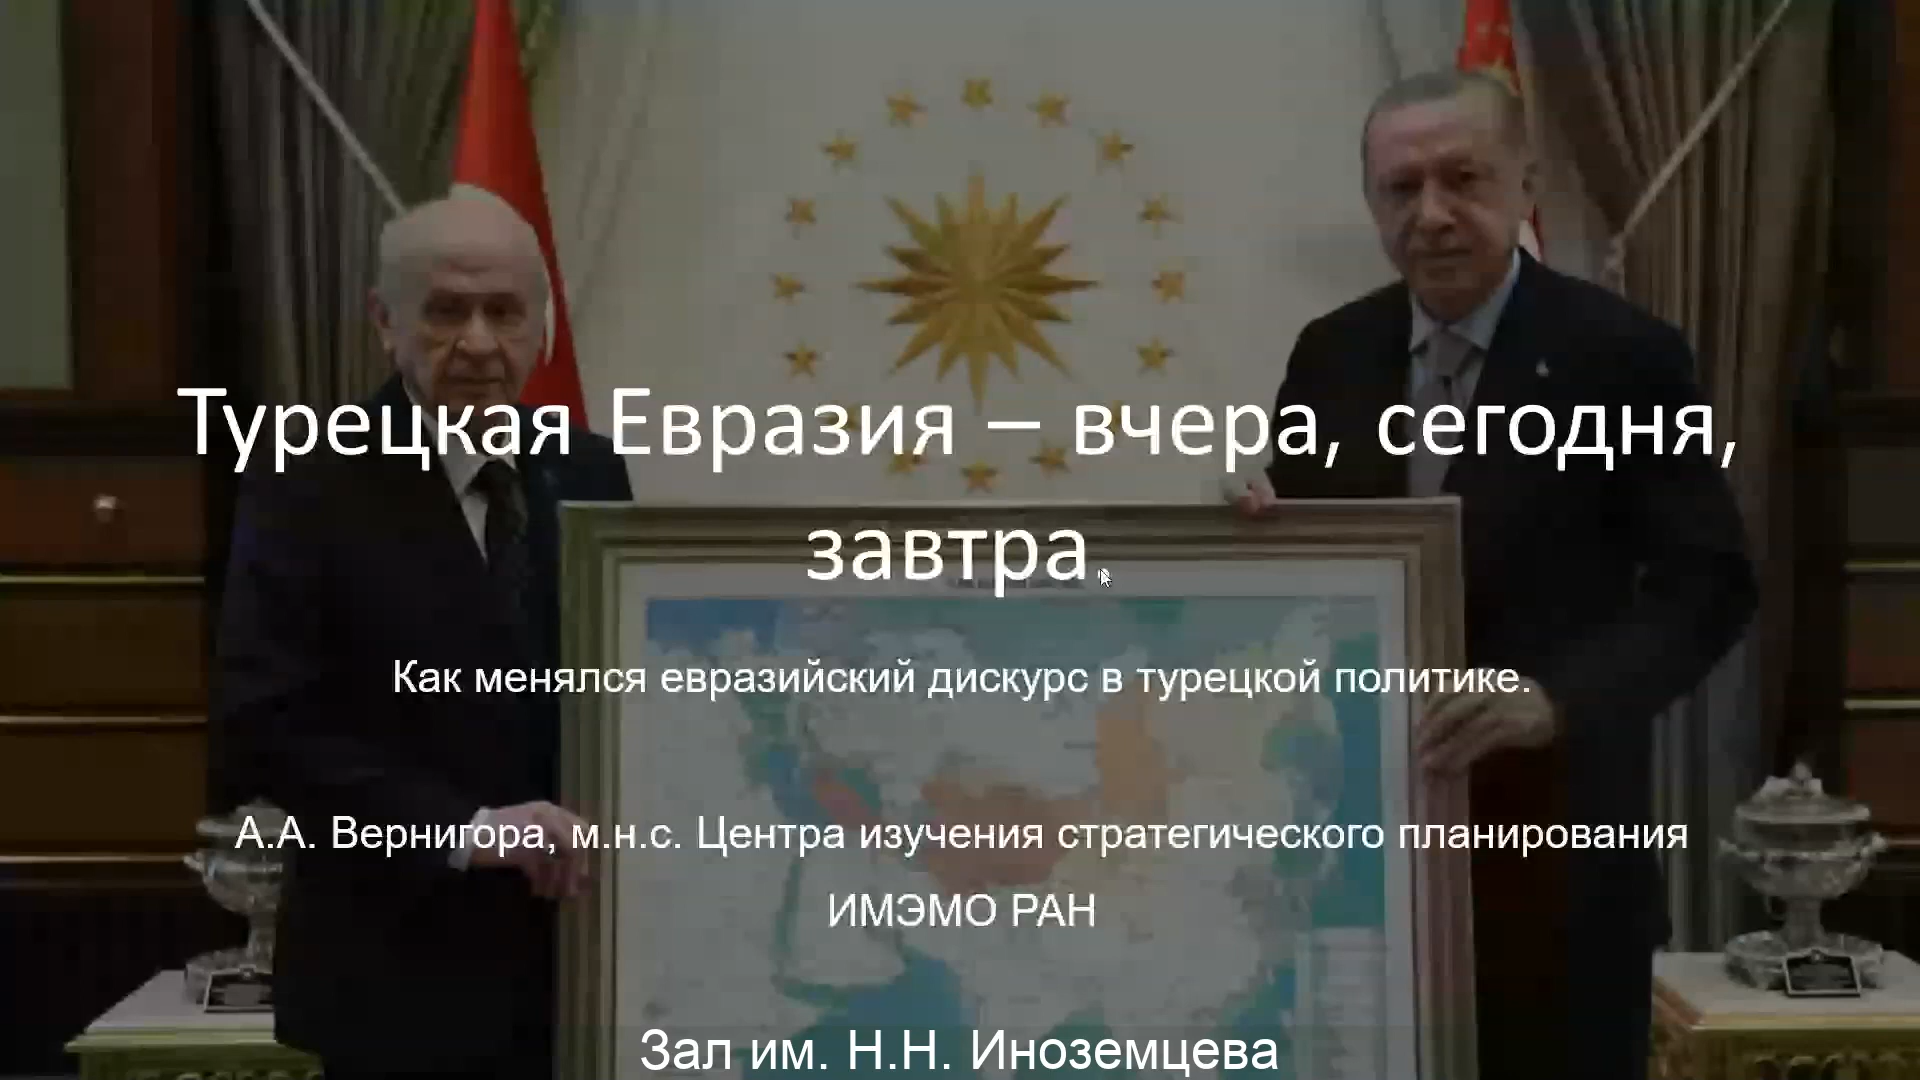 Турецкая Евразия – вчера, сегодня,
завтра.
Как менялся евразийский дискурс в турецкой политике.
А.А. Вернигора, м.н.с. Центра изучения стратегического планирования
ИМЭМО РАН
Зал им. Н.Н. Иноземцева